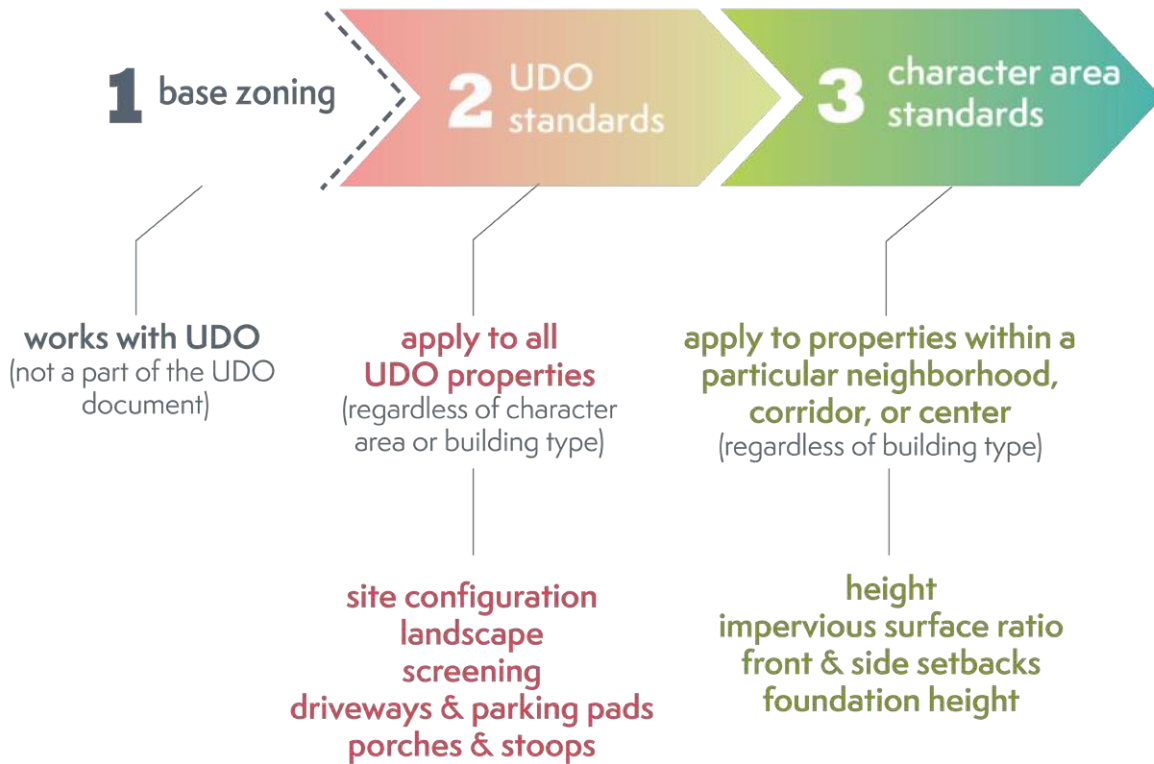 1 base zoning
2 UDO
standards
3 character area
standards
works with UDO
(not a part of the UDO
document)
apply to all
UDO properties
(regardless of character
area or building type)
apply to properties within a
particular neighborhood,
corridor, or center
(regardless of building type)
site configuration
landscape
screening
driveways & parking pads
porches & stoops
height
impervious surface ratio
front & side setbacks
foundation height